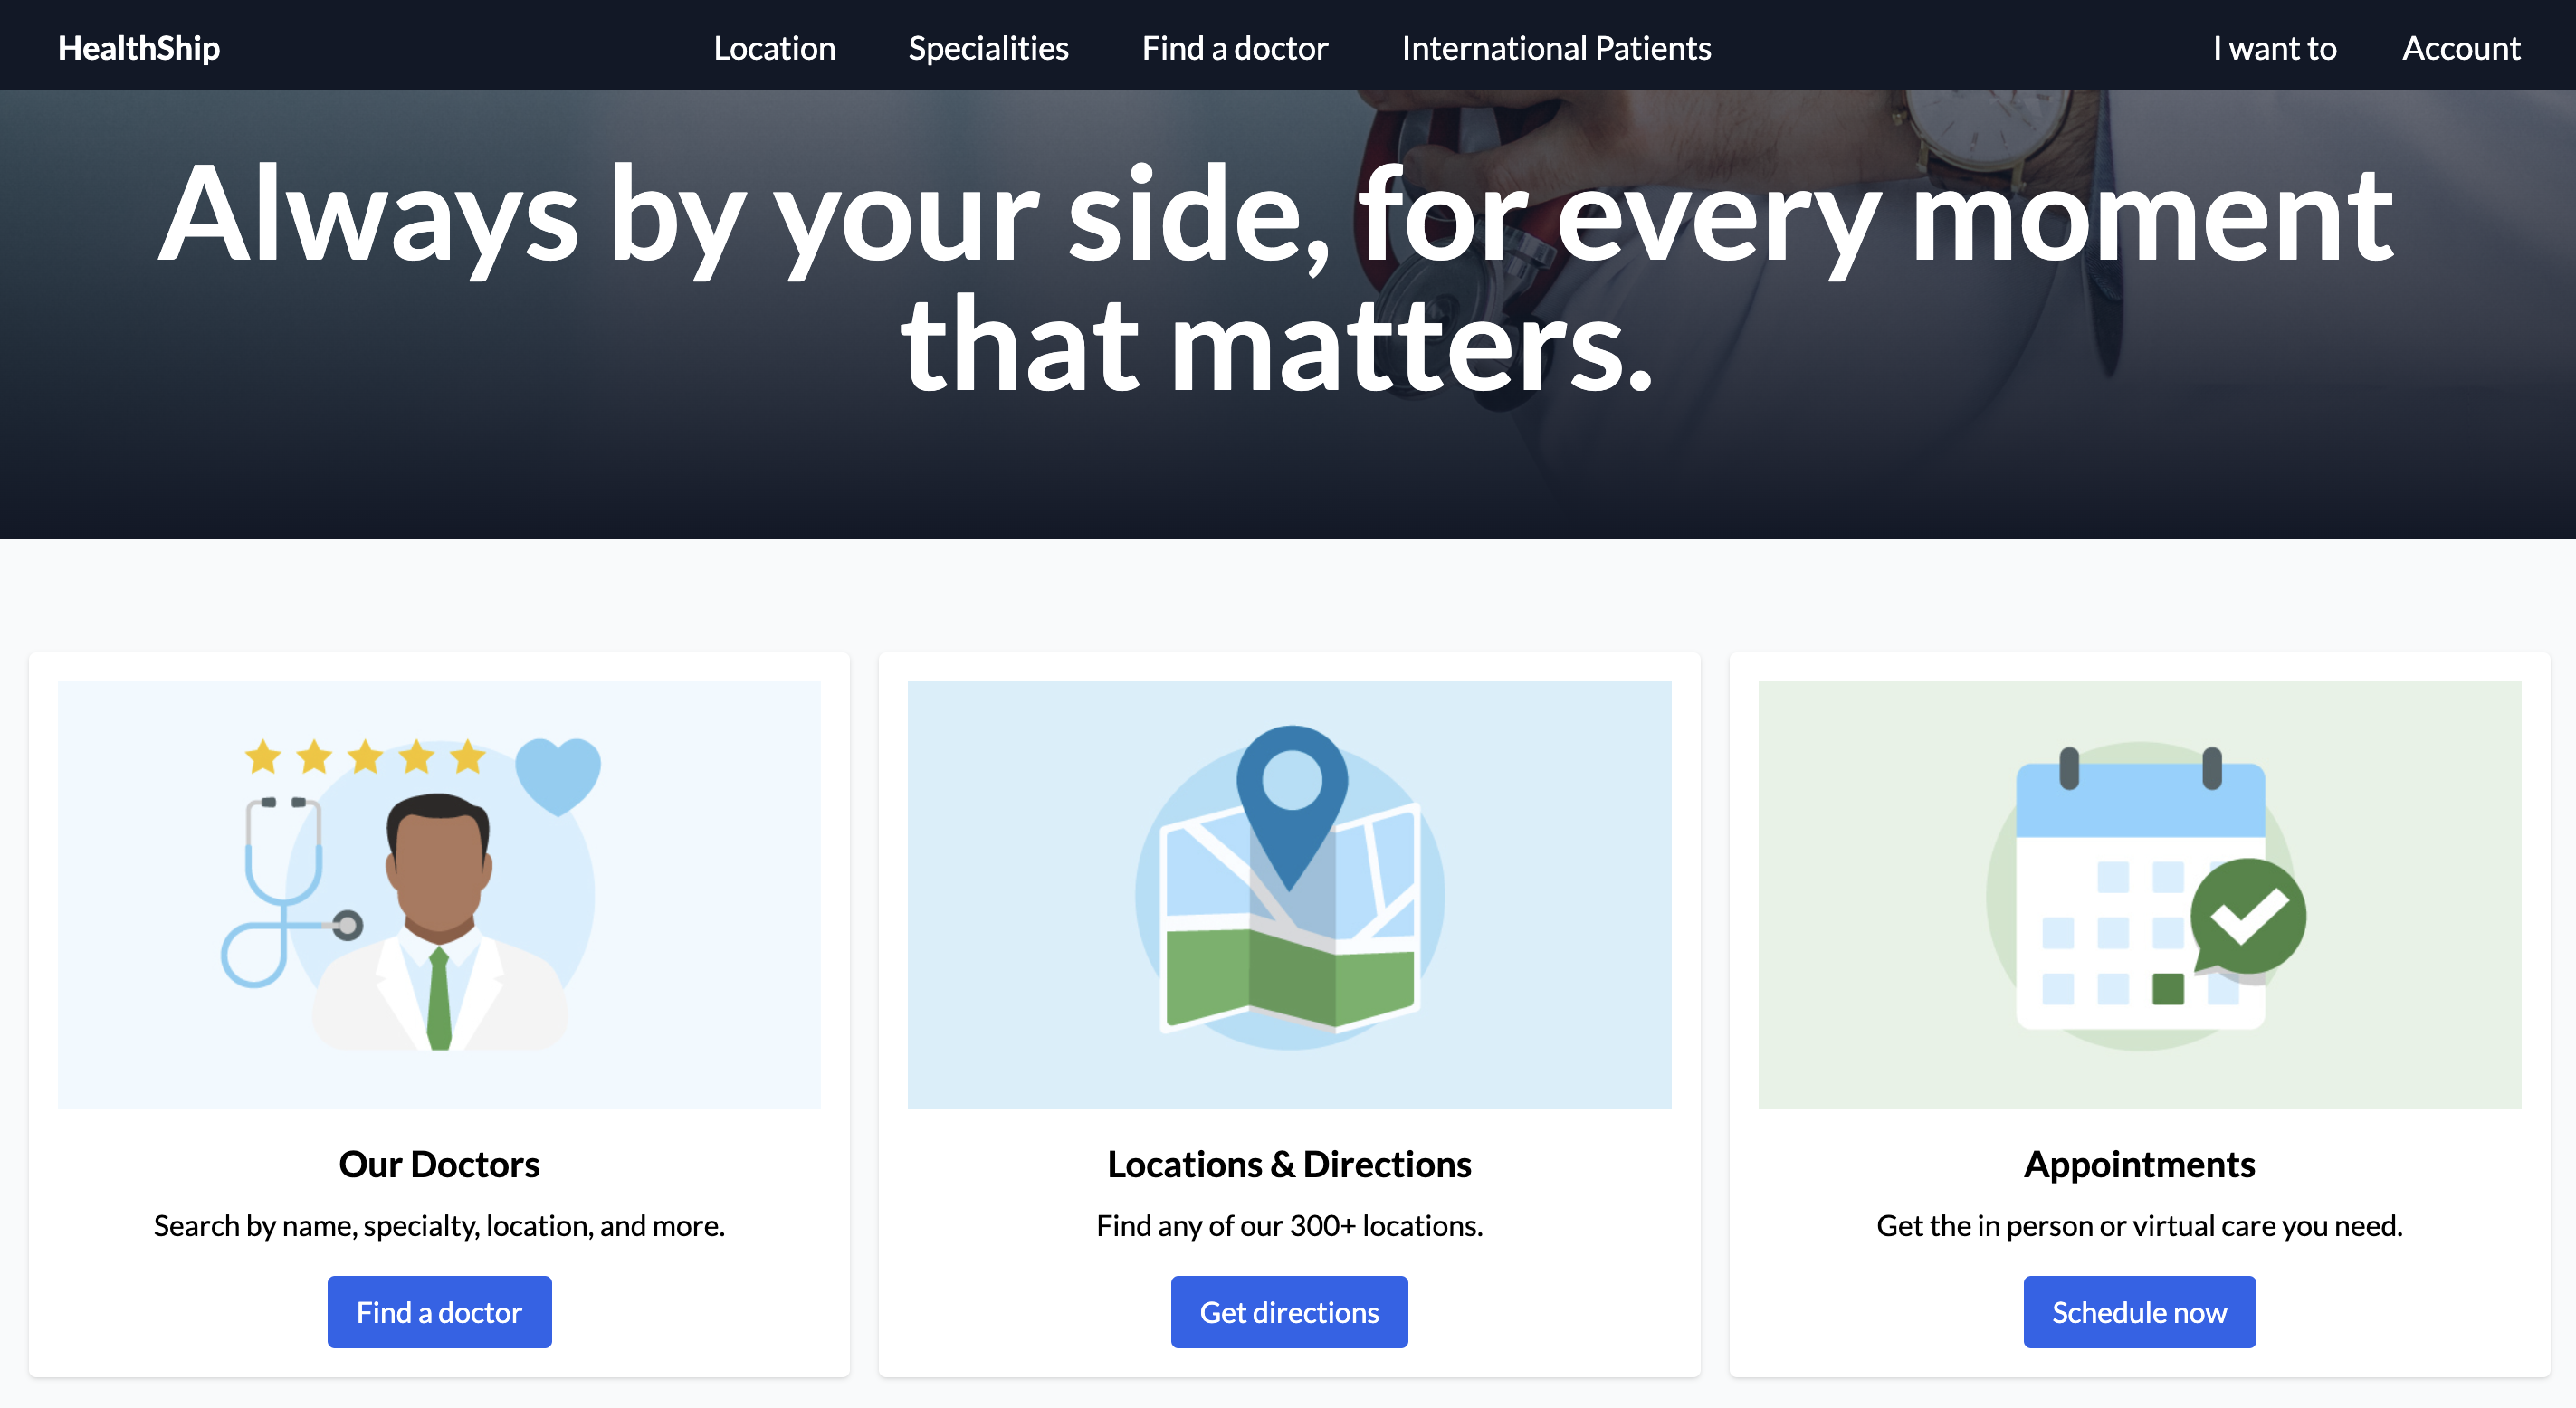 HealthShip
Location
Specialities
Find a doctor
International Patients
I want to
Account
Always by your side, for every moment
that matters.
Our Doctors
Search by name, specialty, location, and more.
Find a doctor
Locations & Directions
Find any of our 300+ locations.
Get directions
Appointments
Get the in person or virtual care you need.
Schedule now